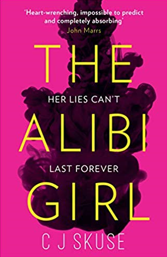 "Heart-wrenching, impossible to predict
and completely absorbing"
John Marrs
THE
HER LIES CAN'T
ALIBI
LAST FOREVER
GIRL
C J SKUSE